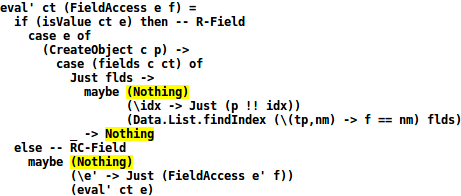 eval' ct (FieldAccess e f) =
  if (isValue ct e) then -- R-Field
    case e of
      (CreateObject c p) ->
        case (fields c ct) of
          Just flds ->
            maybe (Nothing)
                  (\idx -> Just (p !! idx))
                  (Data.List.findIndex (\(tp,nm) -> f == nm) flds)
          _ -> Nothing
  else -- RC-Field
    maybe (Nothing)
          (\e' -> Just (FieldAccess e' f))
          (eval' ct e)